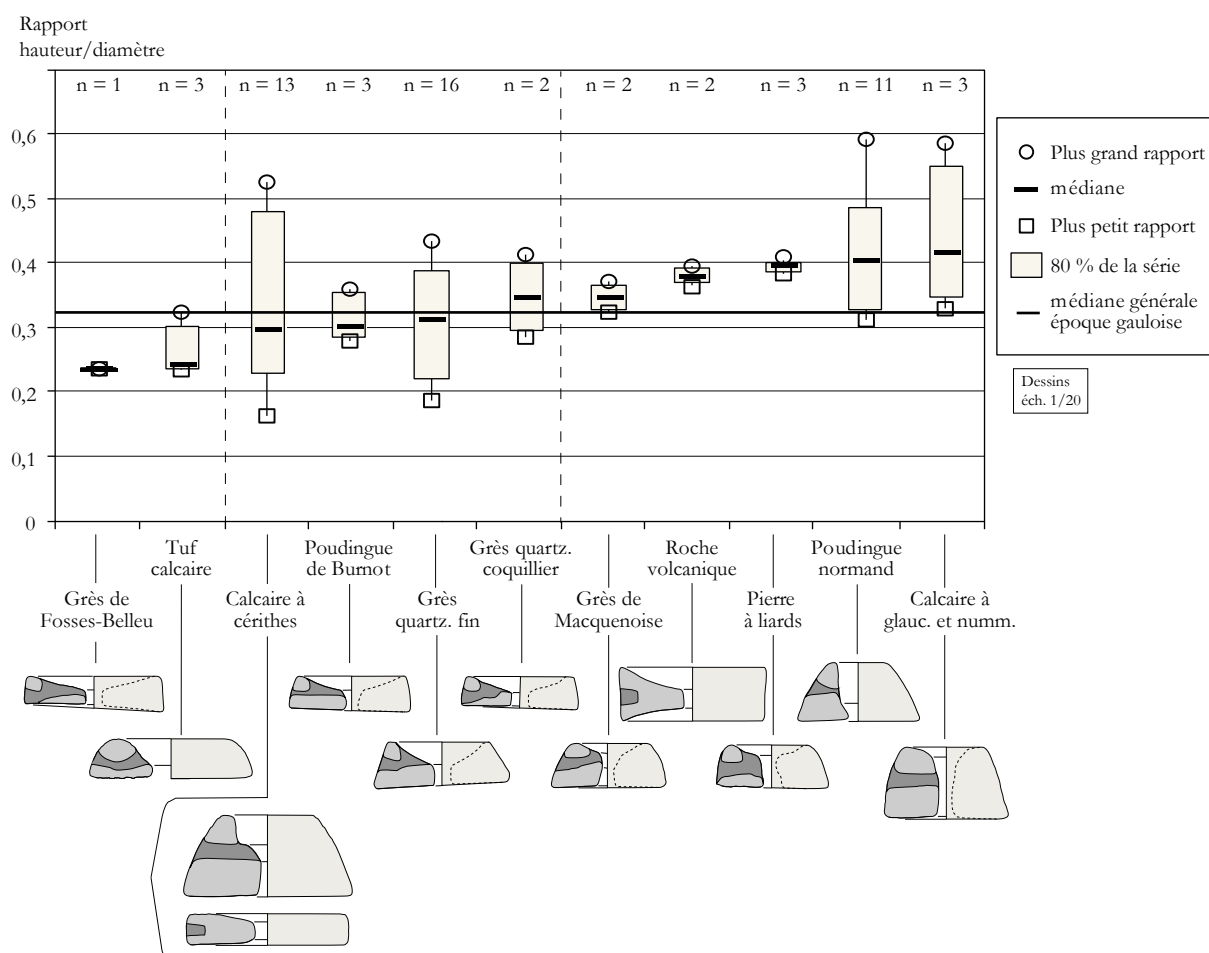 Rapport
hauteur/diamètre
n = 1 n = 3 n = 13 n = 3 n = 16 n = 2 n = 2 n = 2 n = 3 n = 11 n = 3
0,6
0,5
0,4
0,3
0,2
0,1
0
Plus grand rapport
médiane
Plus petit rapport
80 % de la série
médiane générale
époque gauloise
Dessins
éch. 1/20
Tuf
calcaire
Poudingue
de Burnot
Grès quartz.
coquillier
Roche
volcanique
Poudingue
normand
Grès de
Fosses-Belleu
Calcaire à
cérithes
Grès
quartz. fin
Grès de
Macquenoise
Pierre
à liards
Calcaire à
glauc. et numm.